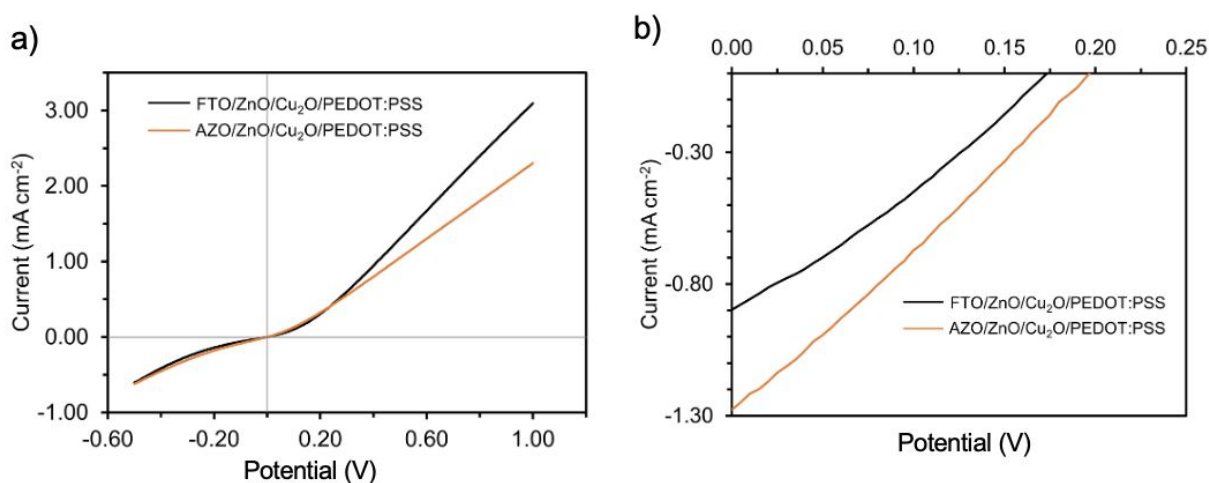 a)
FTO/ZnO/Cu₂O/PEDOT:PSS
AZO/ZnO/Cu₂O/PEDOT:PSS
Current (mA cm⁻²)
3.00
2.00
1.00
0.00
-1.00
-0.60
-0.20
0.20
0.60
1.00
Potential (V)
b)
0.00
0.05
0.10
0.15
0.20
0.25
Current (mA cm⁻²)
-0.30
-0.80
-1.30
FTO/ZnO/Cu₂O/PEDOT:PSS
AZO/ZnO/Cu₂O/PEDOT:PSS
Potential (V)